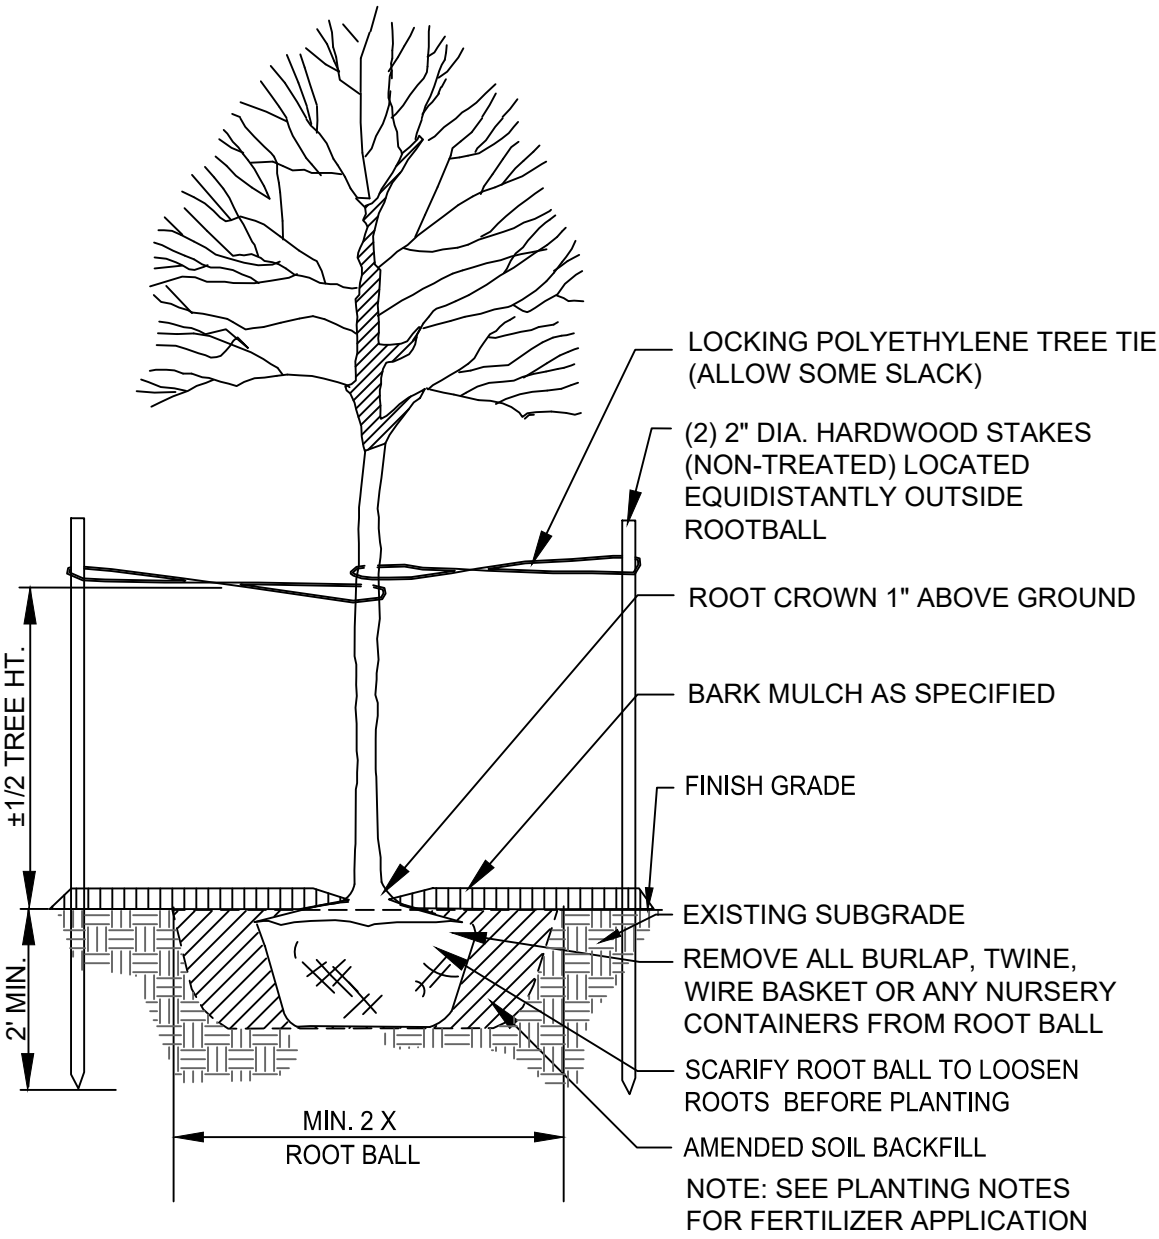 LOCKING POLYETHYLENE TREE TIE
(ALLOW SOME SLACK)
(2) 2" DIA. HARDWOOD STAKES
(NON-TREATED) LOCATED
EQUIDISTANTLY OUTSIDE
ROOTBALL
ROOT CROWN 1" ABOVE GROUND
BARK MULCH AS SPECIFIED
FINISH GRADE
EXISTING SUBGRADE
REMOVE ALL BURLAP, TWINE,
WIRE BASKET OR ANY NURSERY
CONTAINERS FROM ROOT BALL
SCARIFY ROOT BALL TO LOOSEN
ROOTS BEFORE PLANTING
AMENDED SOIL BACKFILL
NOTE: SEE PLANTING NOTES
FOR FERTILIZER APPLICATION
±1/2 TREE HT.
2' MIN.
MIN. 2 X
ROOT BALL